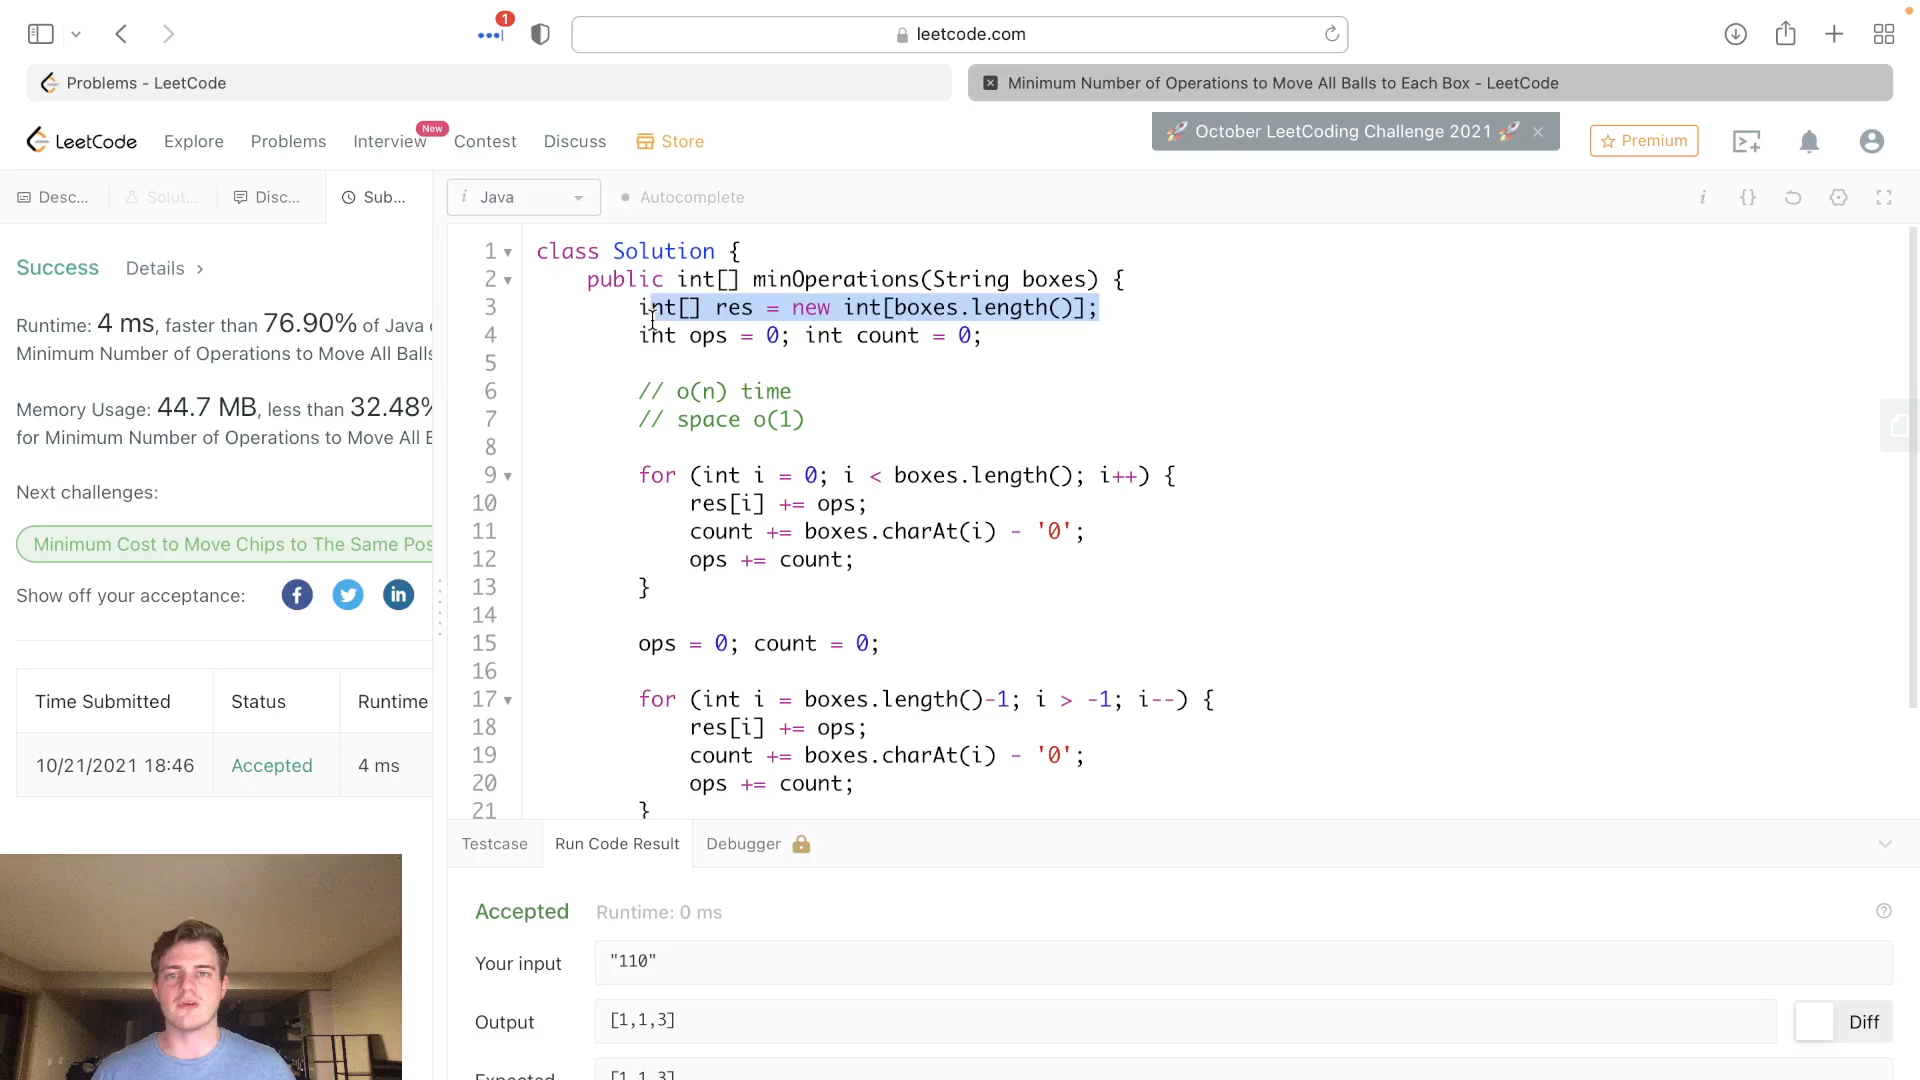 1
leetcode.com
Problems - LeetCode
Minimum Number of Operations to Move All Balls to Each Box - LeetCode
LeetCode
Explore
Problems
Interview
New
Contest
Discuss
Store
🚀 October LeetCoding Challenge 2021 🚀
Premium
Desc...
Solut...
Disc...
Sub...
i Java
Autocomplete
i {}
Success Details
Runtime: 4 ms, faster than 76.90% of Java
Minimum Number of Operations to Move All Balls
Memory Usage: 44.7 MB, less than 32.48%
for Minimum Number of Operations to Move All
Next challenges:
Minimum Cost to Move Chips to The Same Pos
Show off your acceptance:
Time Submitted Status Runtime
10/21/2021 18:46 Accepted 4 ms
1 class Solution {
2 public int[] minOperations(String boxes) {
3 int[] res = new int[boxes.length()];
4 int ops = 0; int count = 0;
5
6 // o(n) time
7 // space o(1)
8
9 for (int i = 0; i < boxes.length(); i++) {
10 res[i] += ops;
11 count += boxes.charAt(i) - '0';
12 ops += count;
13 }
14
15 ops = 0; count = 0;
16
17 for (int i = boxes.length()-1; i > -1; i--) {
18 res[i] += ops;
19 count += boxes.charAt(i) - '0';
20 ops += count;
21 }
Testcase
Run Code Result
Debugger
Accepted Runtime: 0 ms
Your input "110"
Output [1,1,3]
Diff
Expected [1,1,3]